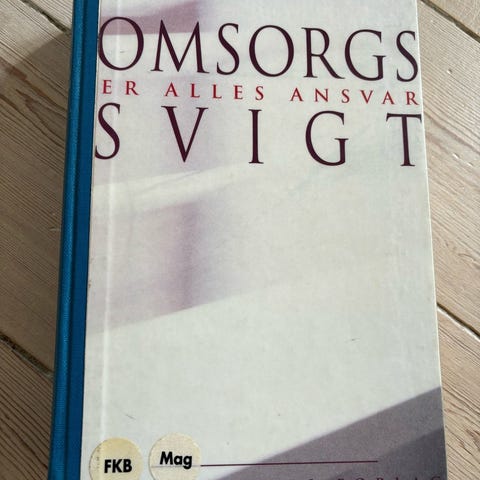 OMSORGS
ER ALLES ANSVAR
SVIGT
FKB
Mag